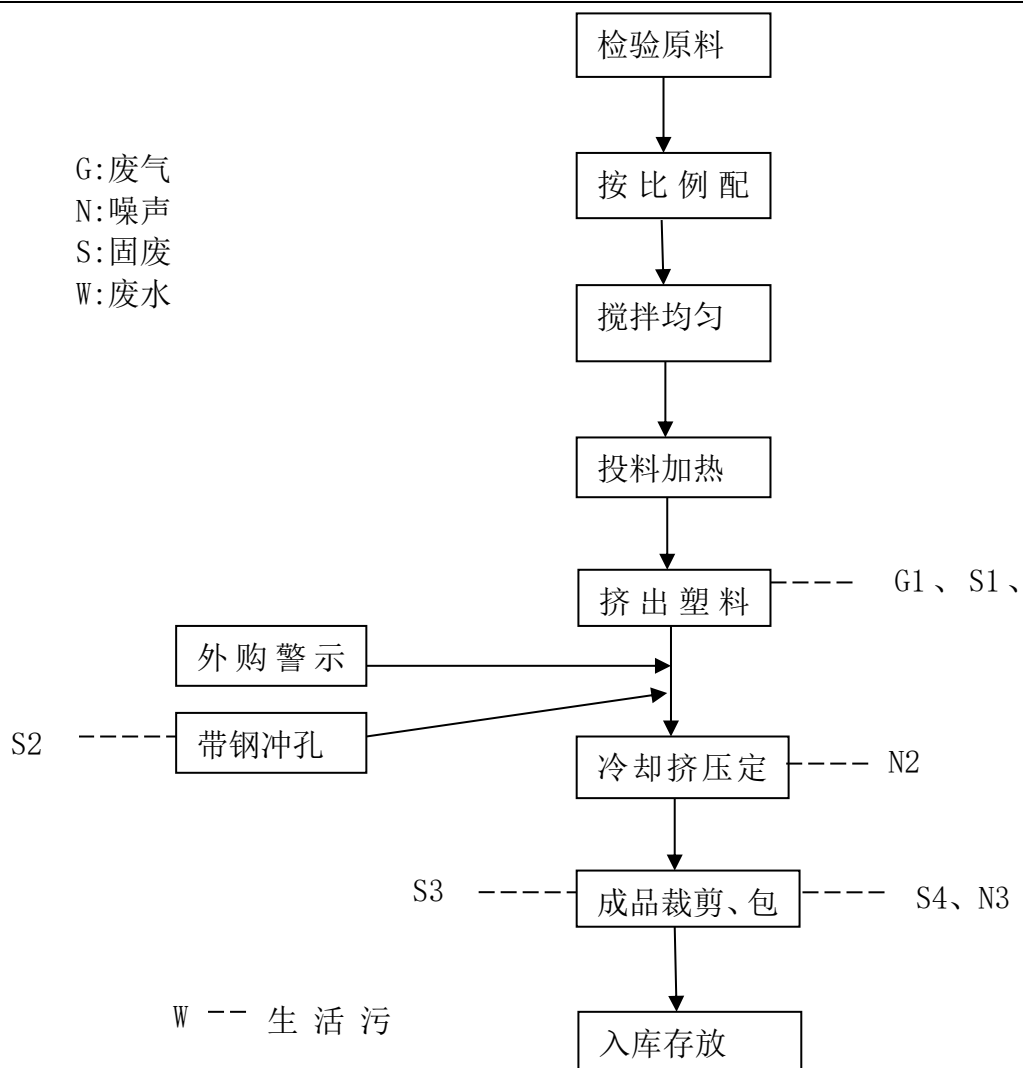 检验原料
G:废气
N:噪声
S:固废
W:废水
按比例配
搅拌均匀
投料加热
挤出塑料
G1、S1、
外购警示
S2
带钢冲孔
冷却挤压定
N2
S3
成品裁剪、包
S4、N3
W -- 生活污
入库存放